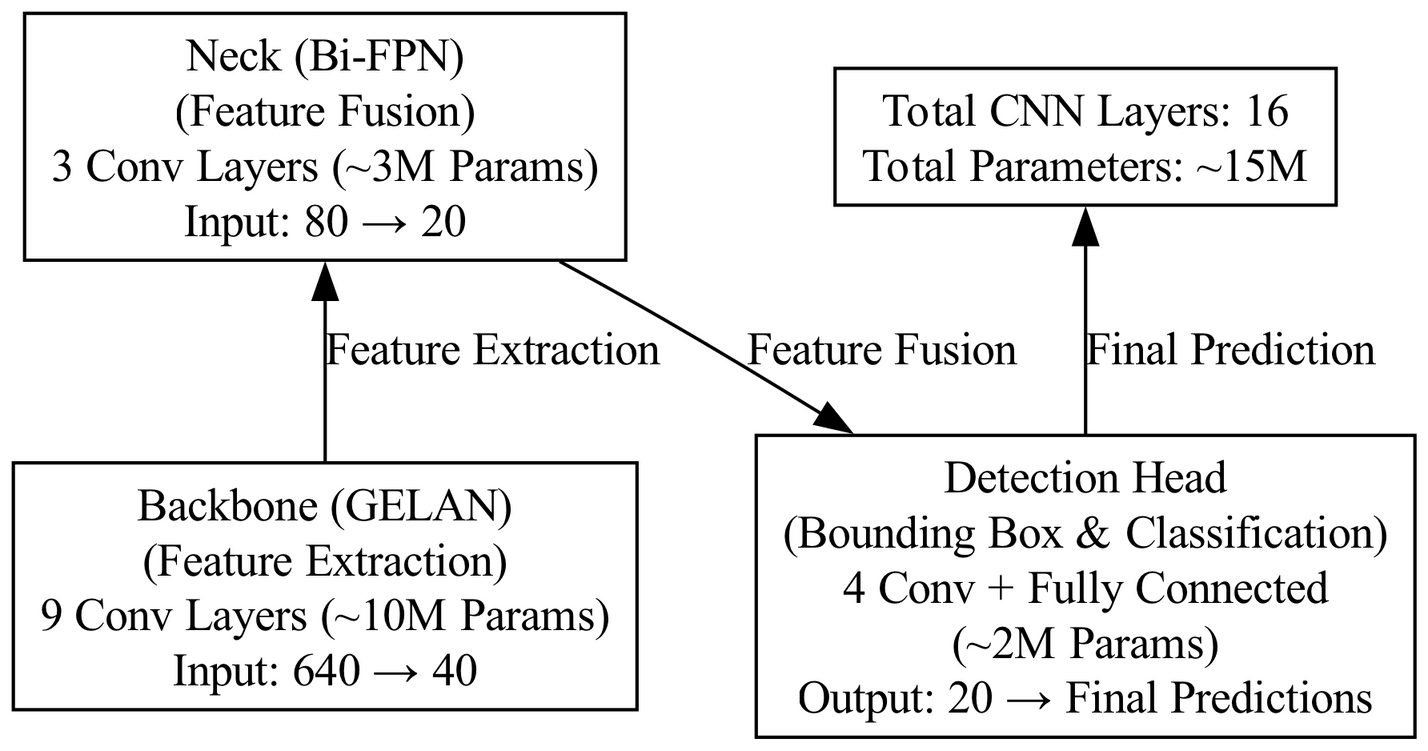 Neck (Bi-FPN)
(Feature Fusion)
3 Conv Layers (~3M Params)
Input: 80 → 20
Total CNN Layers: 16
Total Parameters: ~15M
Feature Extraction
Feature Fusion
Final Prediction
Backbone (GELAN)
(Feature Extraction)
9 Conv Layers (~10M Params)
Input: 640 → 40
Detection Head
(Bounding Box & Classification)
4 Conv + Fully Connected
(~2M Params)
Output: 20 → Final Predictions